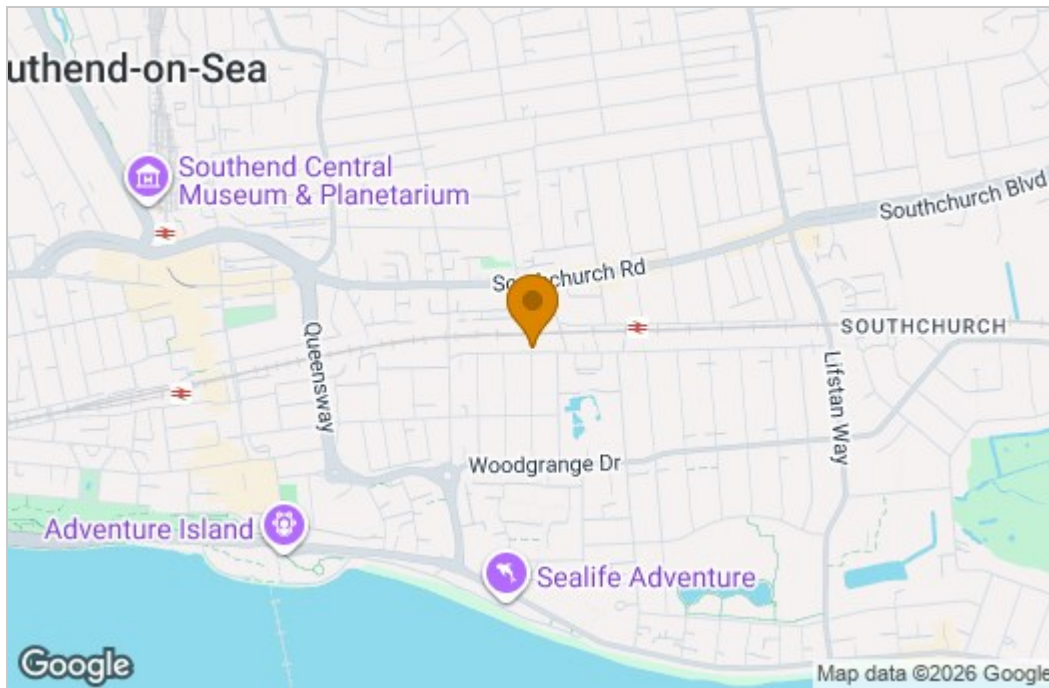 uthend-on-Sea
Southend Central
Museum & Planetarium
Southchurch Blvd
Southchurch Rd
SOUTHCHURCH
Queensway
Lifstan Way
Woodgrange Dr
Adventure Island
Sealife Adventure
Google
Map data ©2026 Google